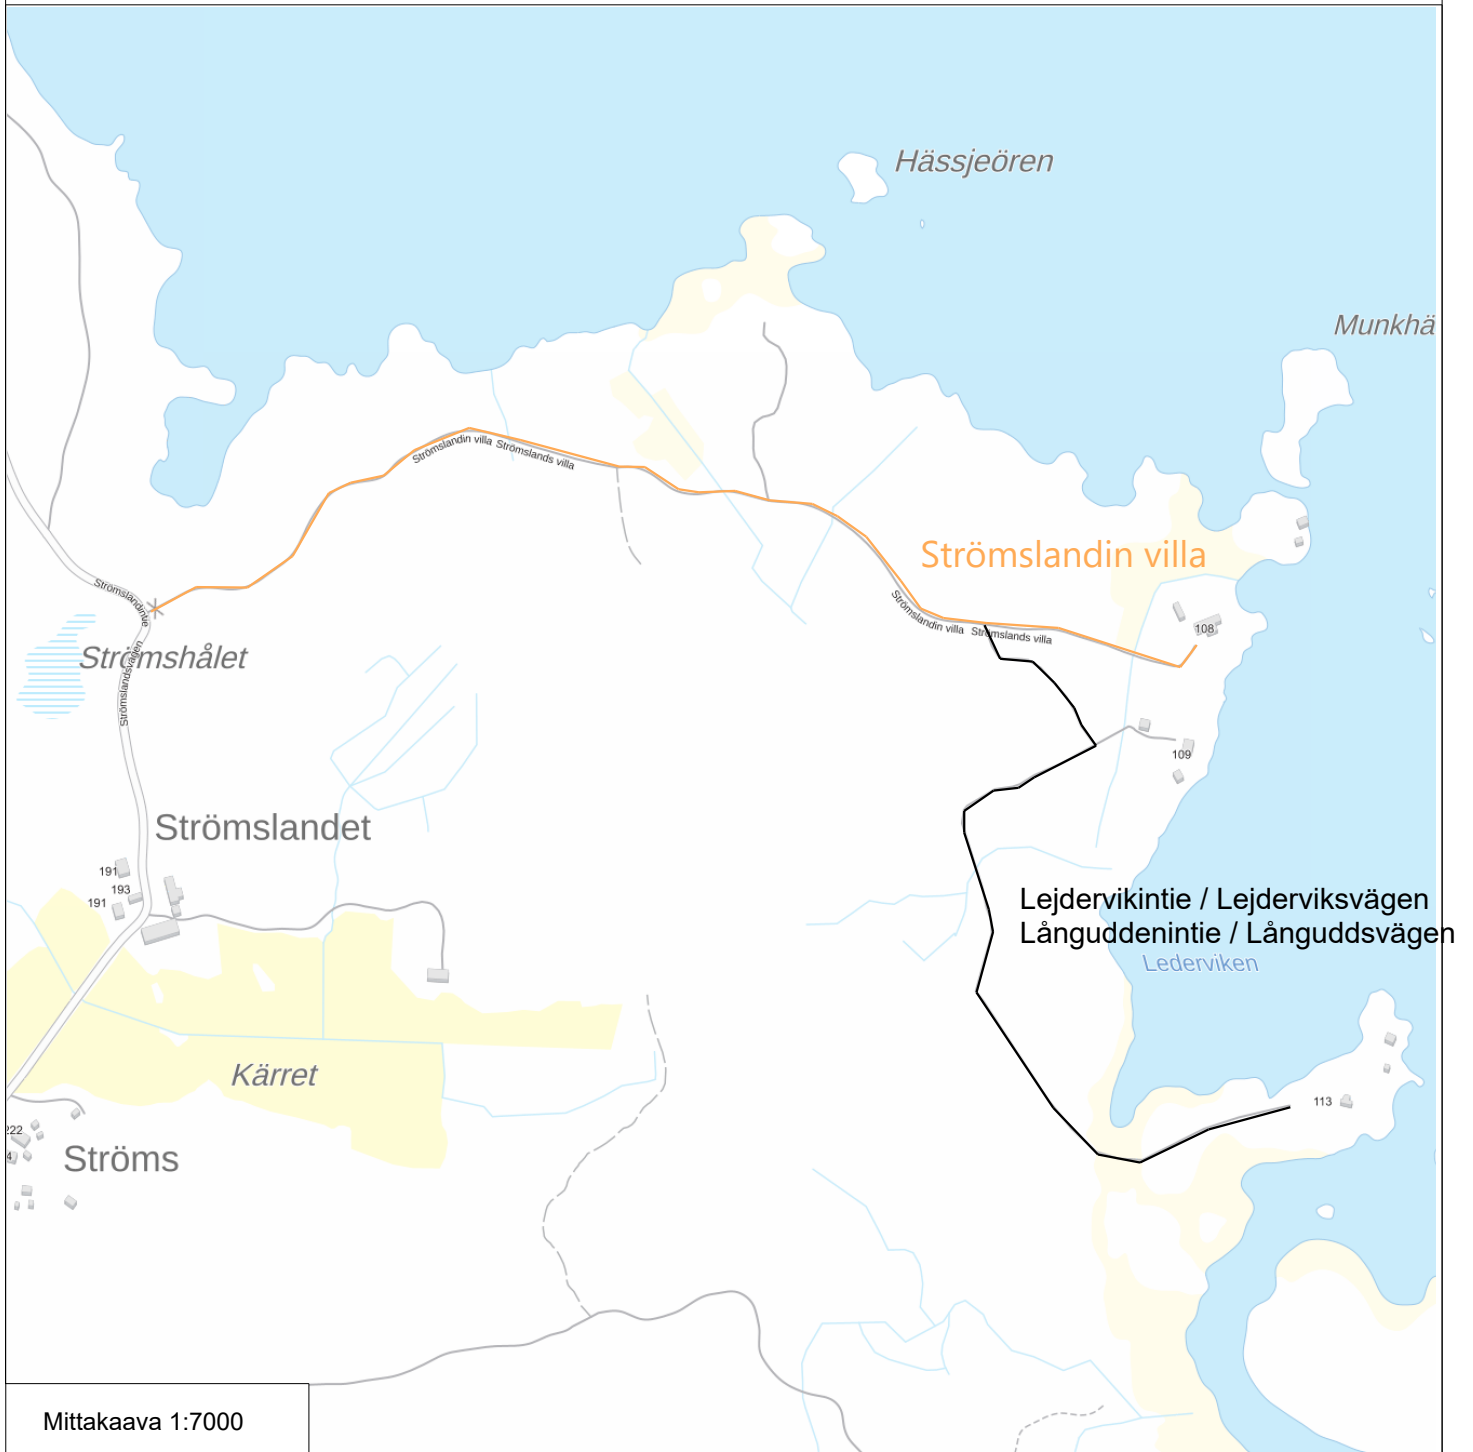 Hässjeören
Munkhä
Strömslandin villa Strömslands villa
Strömslandin villa
Strömslandintie
Strömslandin villa Strömslands villa
108
Strömshålet
Strömslandsvägen
109
Strömslandet
191
193
191
Lejdervikintie / Lejderviksvägen
Långuddenintie / Långuddsvägen
Lederviken
Kärret
113
222
4
Ströms
Mittakaava 1:7000